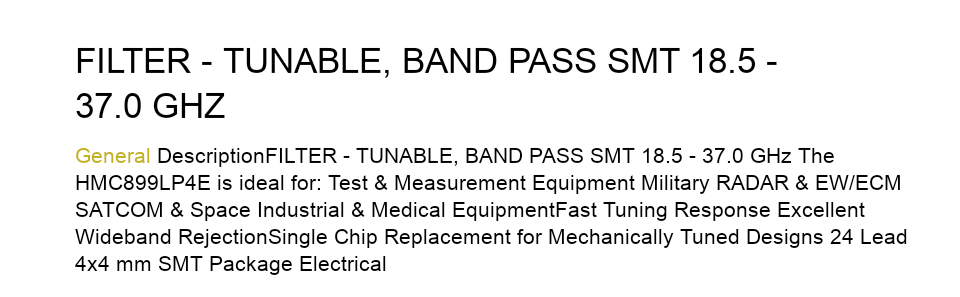 FILTER - TUNABLE, BAND PASS SMT 18.5 -
37.0 GHZ
General DescriptionFILTER - TUNABLE, BAND PASS SMT 18.5 - 37.0 GHz The
HMC899LP4E is ideal for: Test & Measurement Equipment Military RADAR & EW/ECM
SATCOM & Space Industrial & Medical EquipmentFast Tuning Response Excellent
Wideband RejectionSingle Chip Replacement for Mechanically Tuned Designs 24 Lead
4x4 mm SMT Package Electrical